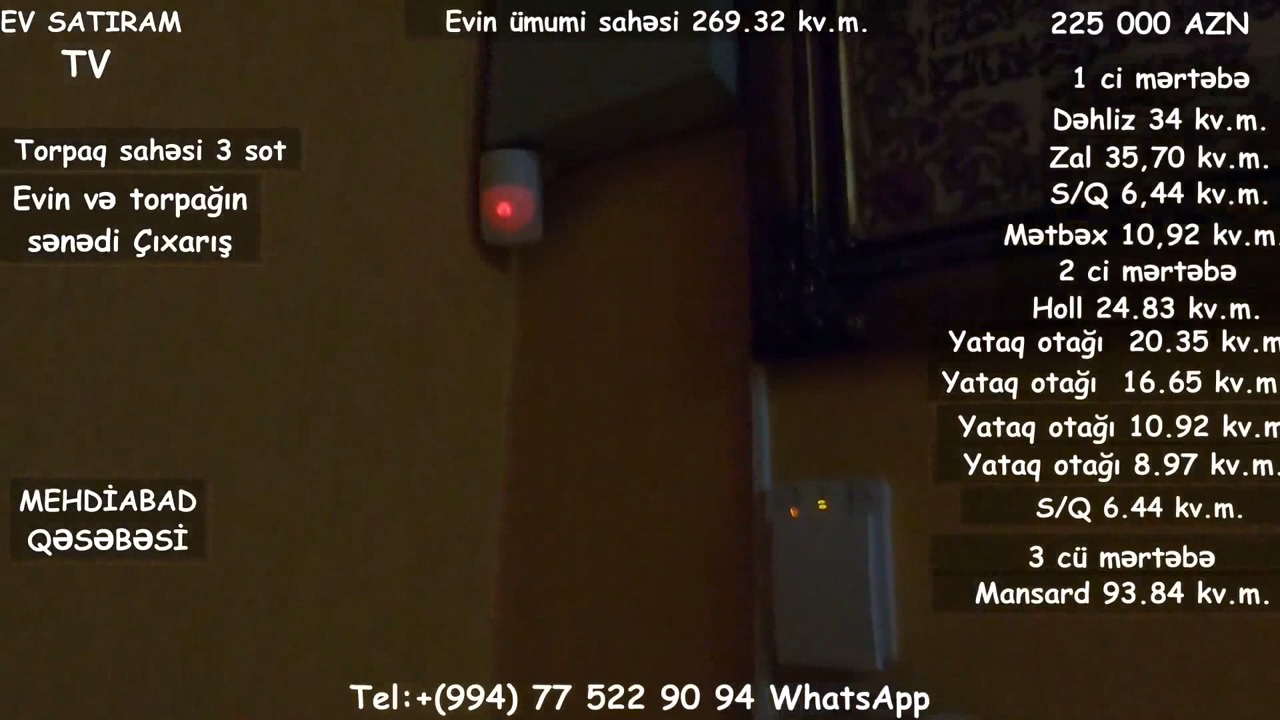 EV SATIRAM
TV
Evin ümumi sahəsi 269.32 kv.m.
225 000 AZN
Torpaq sahəsi 3 sot
Evin və torpağın
sənədi Çıxarış
MEHDİABAD
QƏSƏBƏSİ
1 ci mərtəbə
Dəhliz 34 kv.m.
Zal 35,70 kv.m.
S/Q 6,44 kv.m.
Mətbəx 10,92 kv.m.
2 ci mərtəbə
Holl 24.83 kv.m.
Yataq otağı 20.35 kv.m
Yataq otağı 16.65 kv.m
Yataq otağı 10.92 kv.m
Yataq otağı 8.97 kv.m.
S/Q 6.44 kv.m.
3 cü mərtəbə
Mansard 93.84 kv.m.
Tel:+(994) 77 522 90 94 WhatsApp